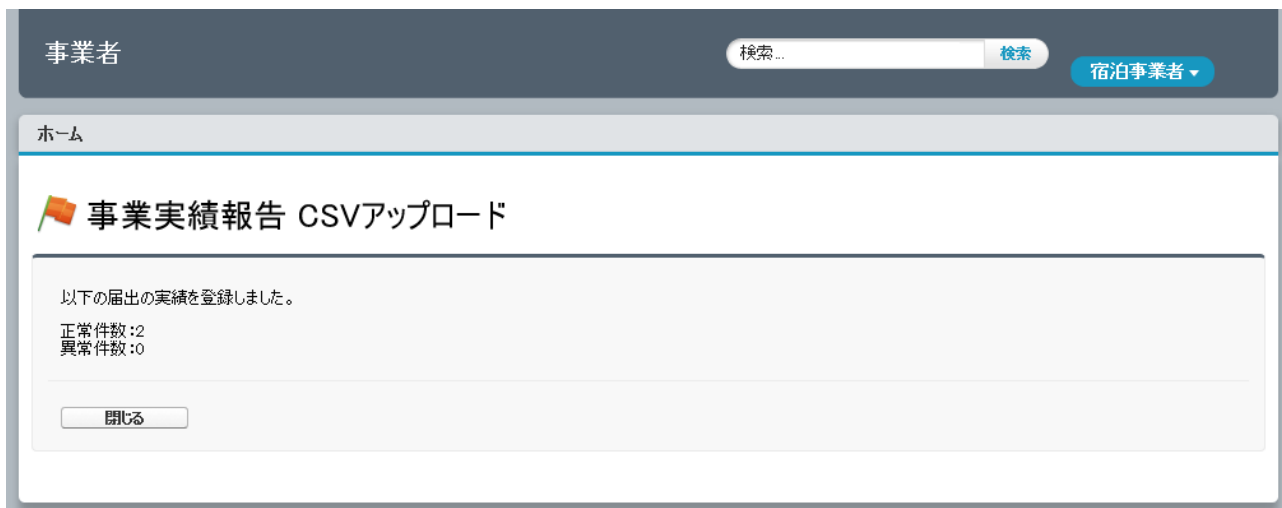 事業者
検索...
検索
宿泊事業者▼
ホーム
事業実績報告 CSVアップロード
以下の届出の実績を登録しました。
正常件数:2
異常件数:0
閉じる